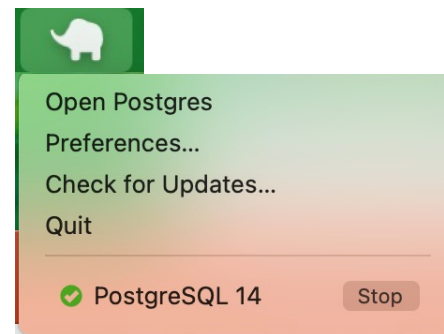 Open Postgres
Preferences...
Check for Updates...
Quit
PostgreSQL 14 Stop